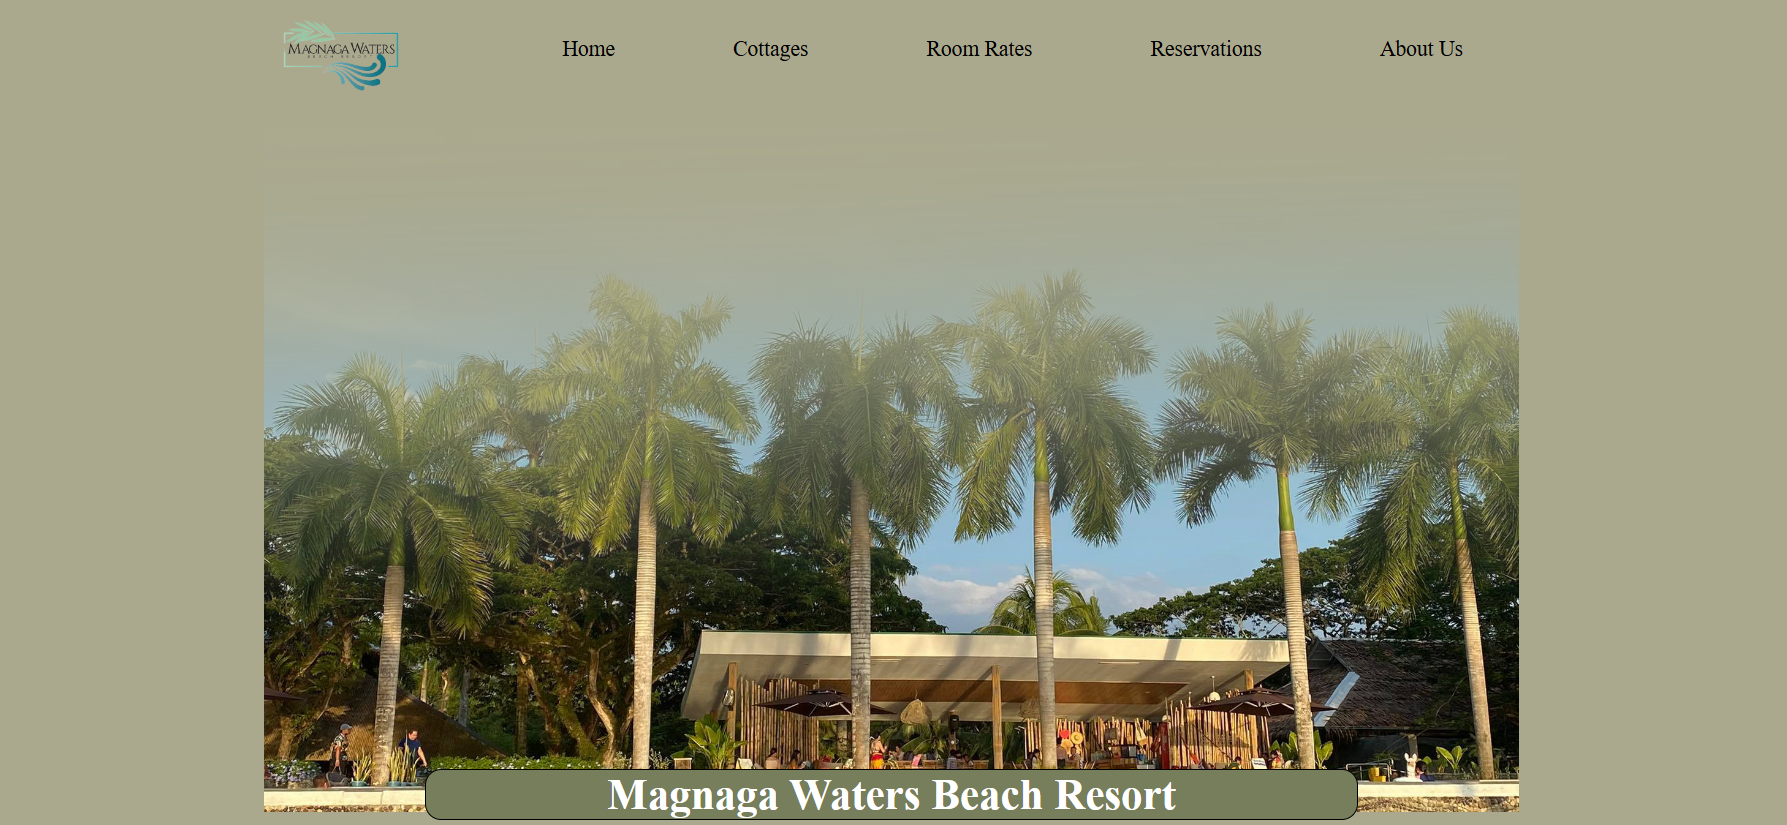 MAGNAGA WATERS
BEACH RESORT
Home
Cottages
Room Rates
Reservations
About Us
Magnaga Waters Beach Resort